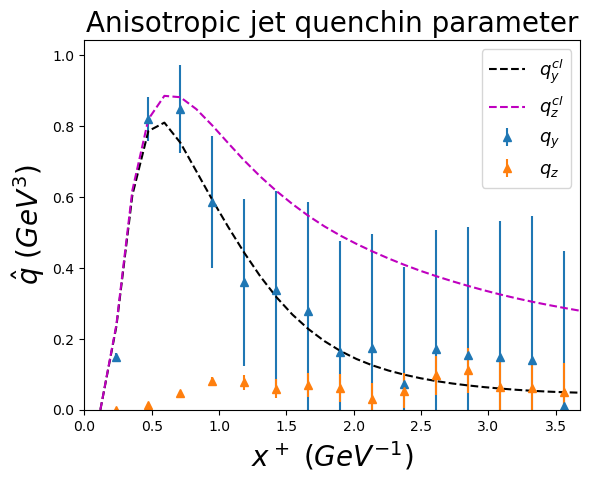 Anisotropic jet quenchin parameter
1.0
0.8
0.6
0.4
0.2
0.0
q̂ (GeV³)
q_y^{cl}
q_z^{cl}
q_y
q_z
0.0 0.5 1.0 1.5 2.0 2.5 3.0 3.5
x⁺ (GeV⁻¹)